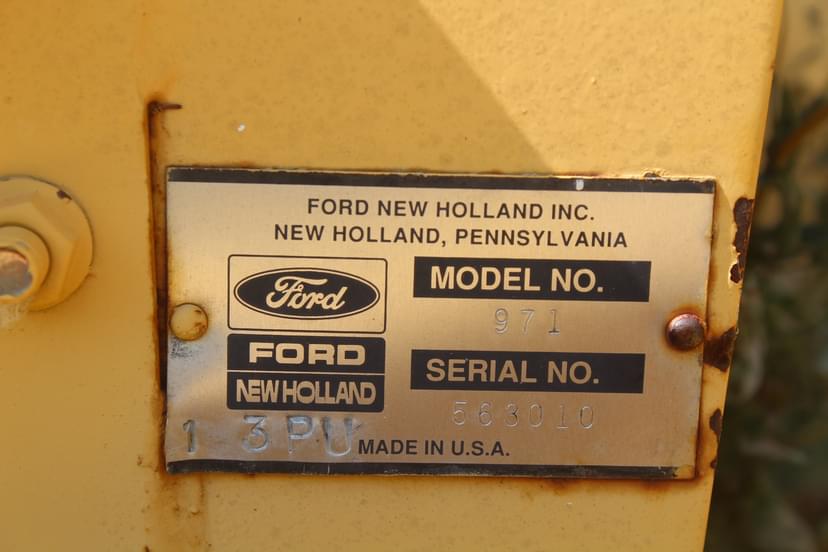 FORD NEW HOLLAND INC.
NEW HOLLAND, PENNSYLVANIA
Ford
FORD
NEW HOLLAND
MODEL NO.
971
SERIAL NO.
563010
1 3PU
MADE IN U.S.A.